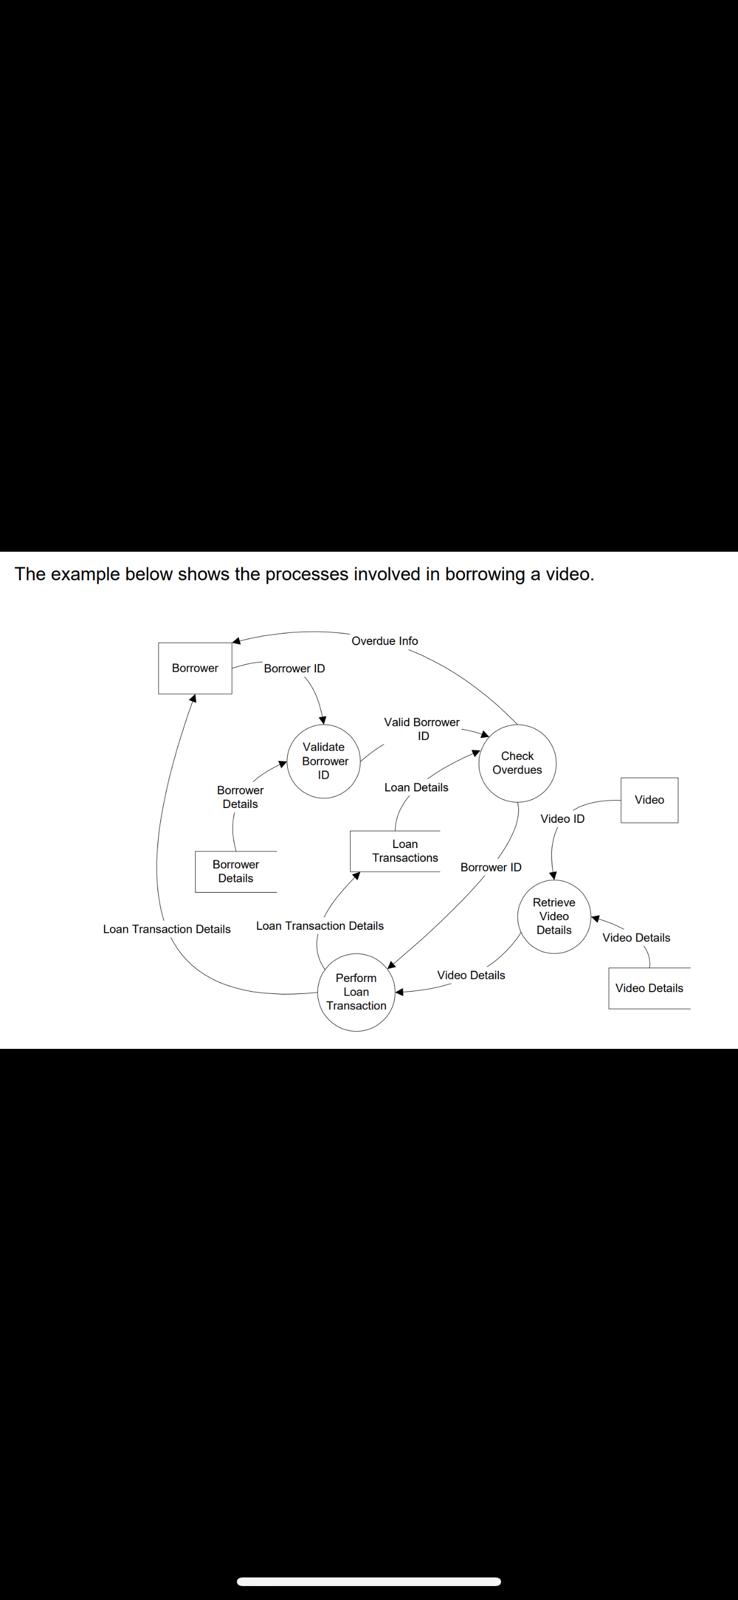 The example below shows the processes involved in borrowing a video.
Overdue Info
Borrower
Borrower ID
Valid Borrower
ID
Validate
Borrower
ID
Check
Overdues
Borrower
Details
Loan Details
Video
Video ID
Loan
Transactions
Borrower
Details
Borrower ID
Retrieve
Video
Details
Loan Transaction Details
Loan Transaction Details
Video Details
Perform
Loan
Transaction
Video Details
Video Details